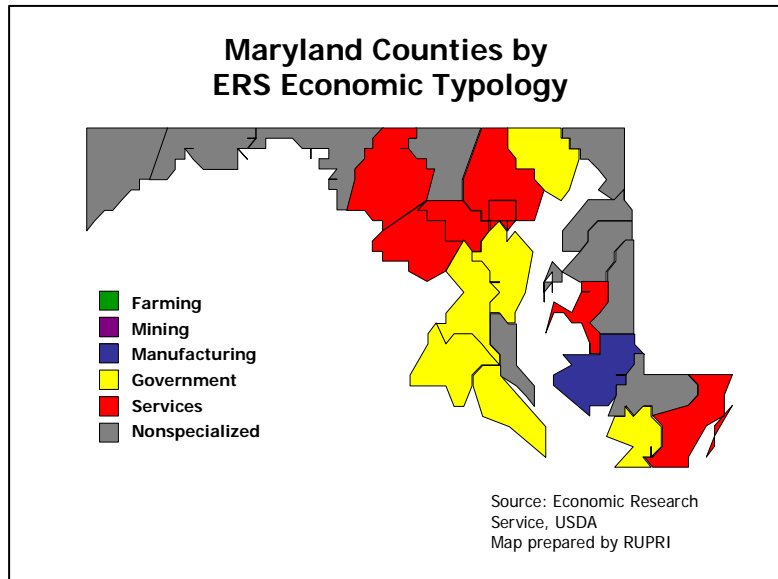 Maryland Counties by
ERS Economic Typology
Farming
Mining
Manufacturing
Government
Services
Nonspecialized
Source: Economic Research
Service, USDA
Map prepared by RUPRI